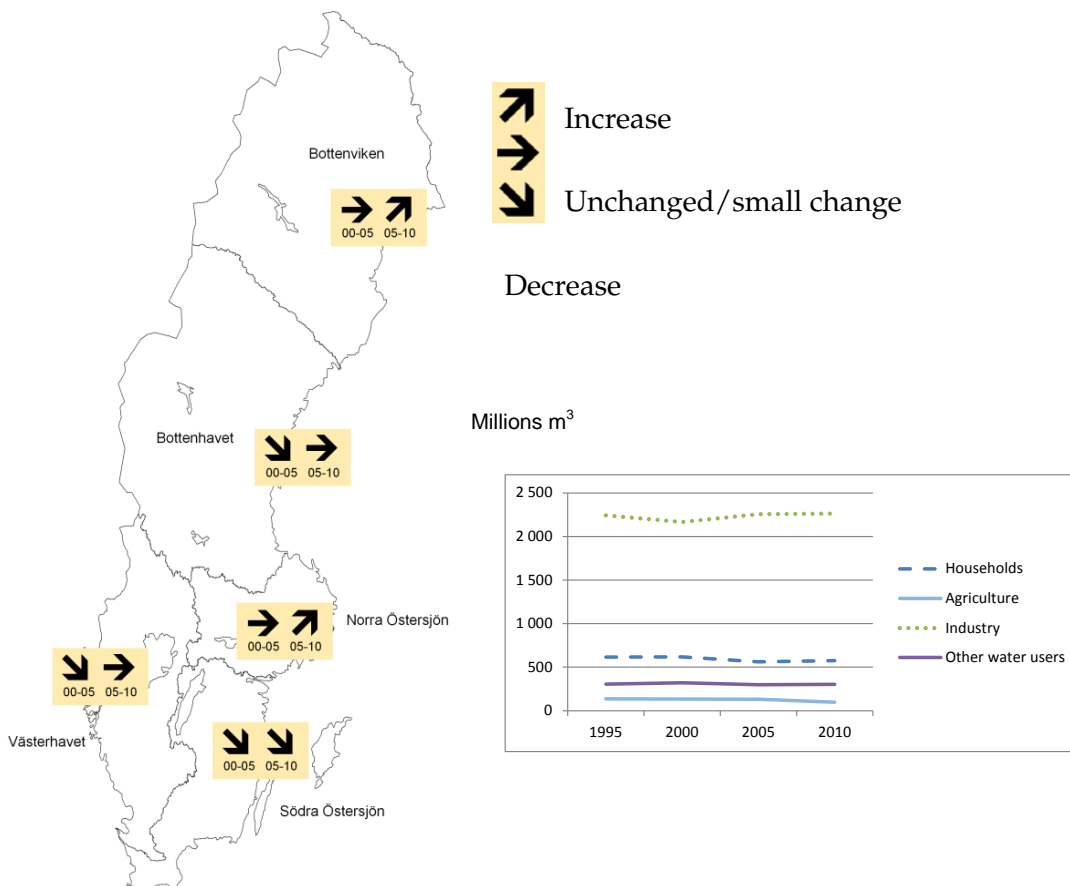 Bottenviken
00-05 05-10
Increase
Unchanged/small change
Decrease
Bottenhavet
00-05 05-10
Norra Östersjön
00-05 05-10
Västerhavet
00-05 05-10
Södra Östersjön
00-05 05-10
Millions m³
2 500
2 000
1 500
1 000
500
0
1995 2000 2005 2010
Households
Agriculture
Industry
Other water users